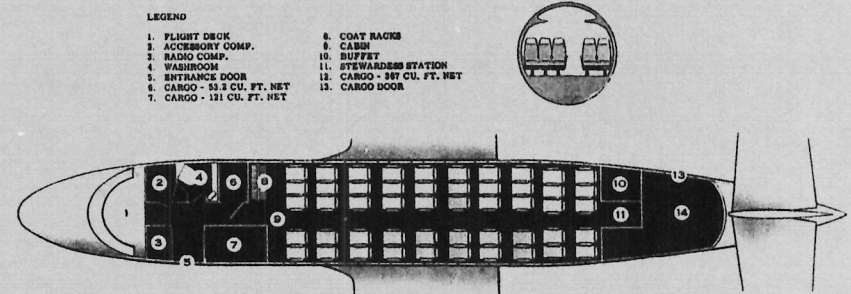 LEGEND
1. FLIGHT DECK
2. ACCESSORY COMP.
3. RADIO COMP.
4. WASHROOM
5. ENTRANCE DOOR
6. CARGO - 53.2 CU. FT. NET
7. CARGO - 121 CU. FT. NET
8. COAT RACKS
9. CABIN
10. BUFFET
11. STEWARDESS STATION
12. CARGO - 367 CU. FT. NET
13. CARGO DOOR
2
4
6
8
13
10
1
9
11
14
3
7
5